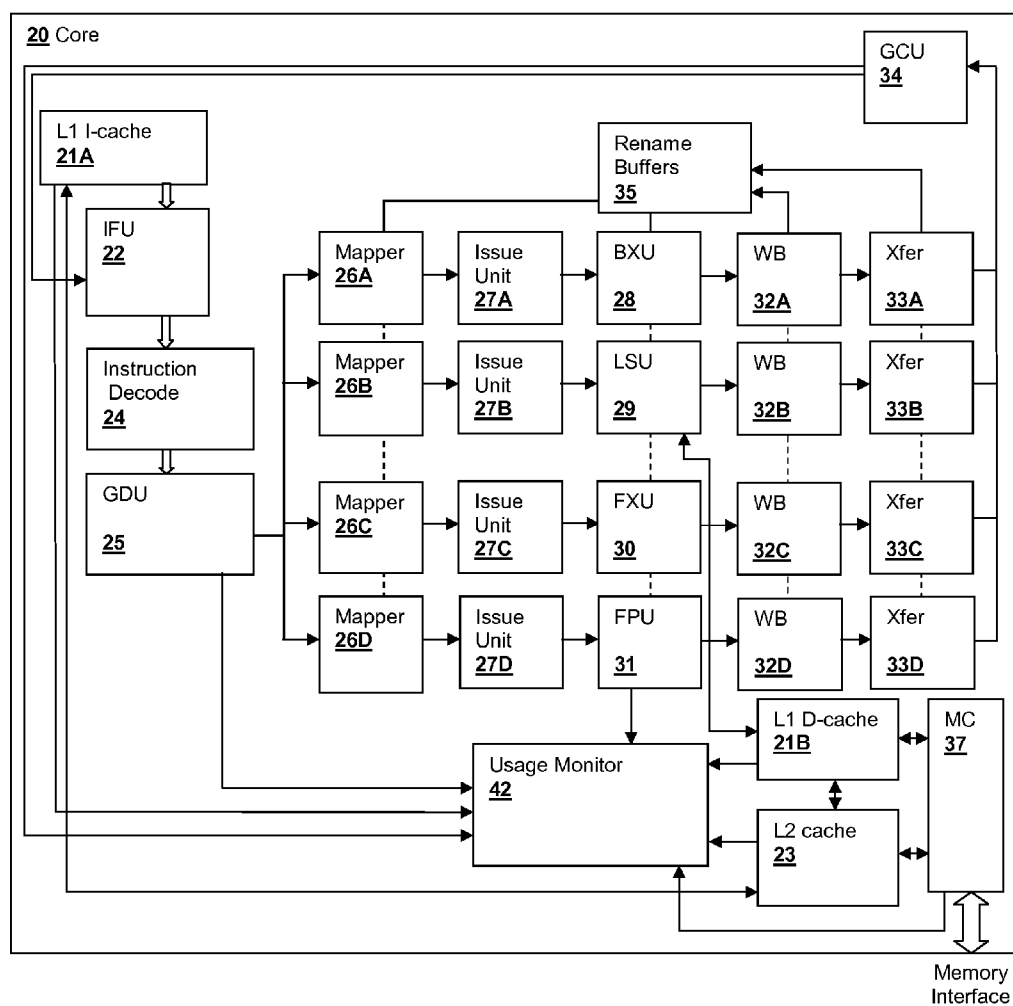 20 Core
GCU
34
L1 I-cache
21A
Rename
Buffers
35
IFU
22
Mapper
26A
Issue
Unit
27A
BXU
28
WB
32A
Xfer
33A
Instruction
Decode
24
Mapper
26B
Issue
Unit
27B
LSU
29
WB
32B
Xfer
33B
GDU
25
Mapper
26C
Issue
Unit
27C
FXU
30
WB
32C
Xfer
33C
Mapper
26D
Issue
Unit
27D
FPU
31
WB
32D
Xfer
33D
Usage Monitor
42
L1 D-cache
21B
MC
37
L2 cache
23
Memory
Interface